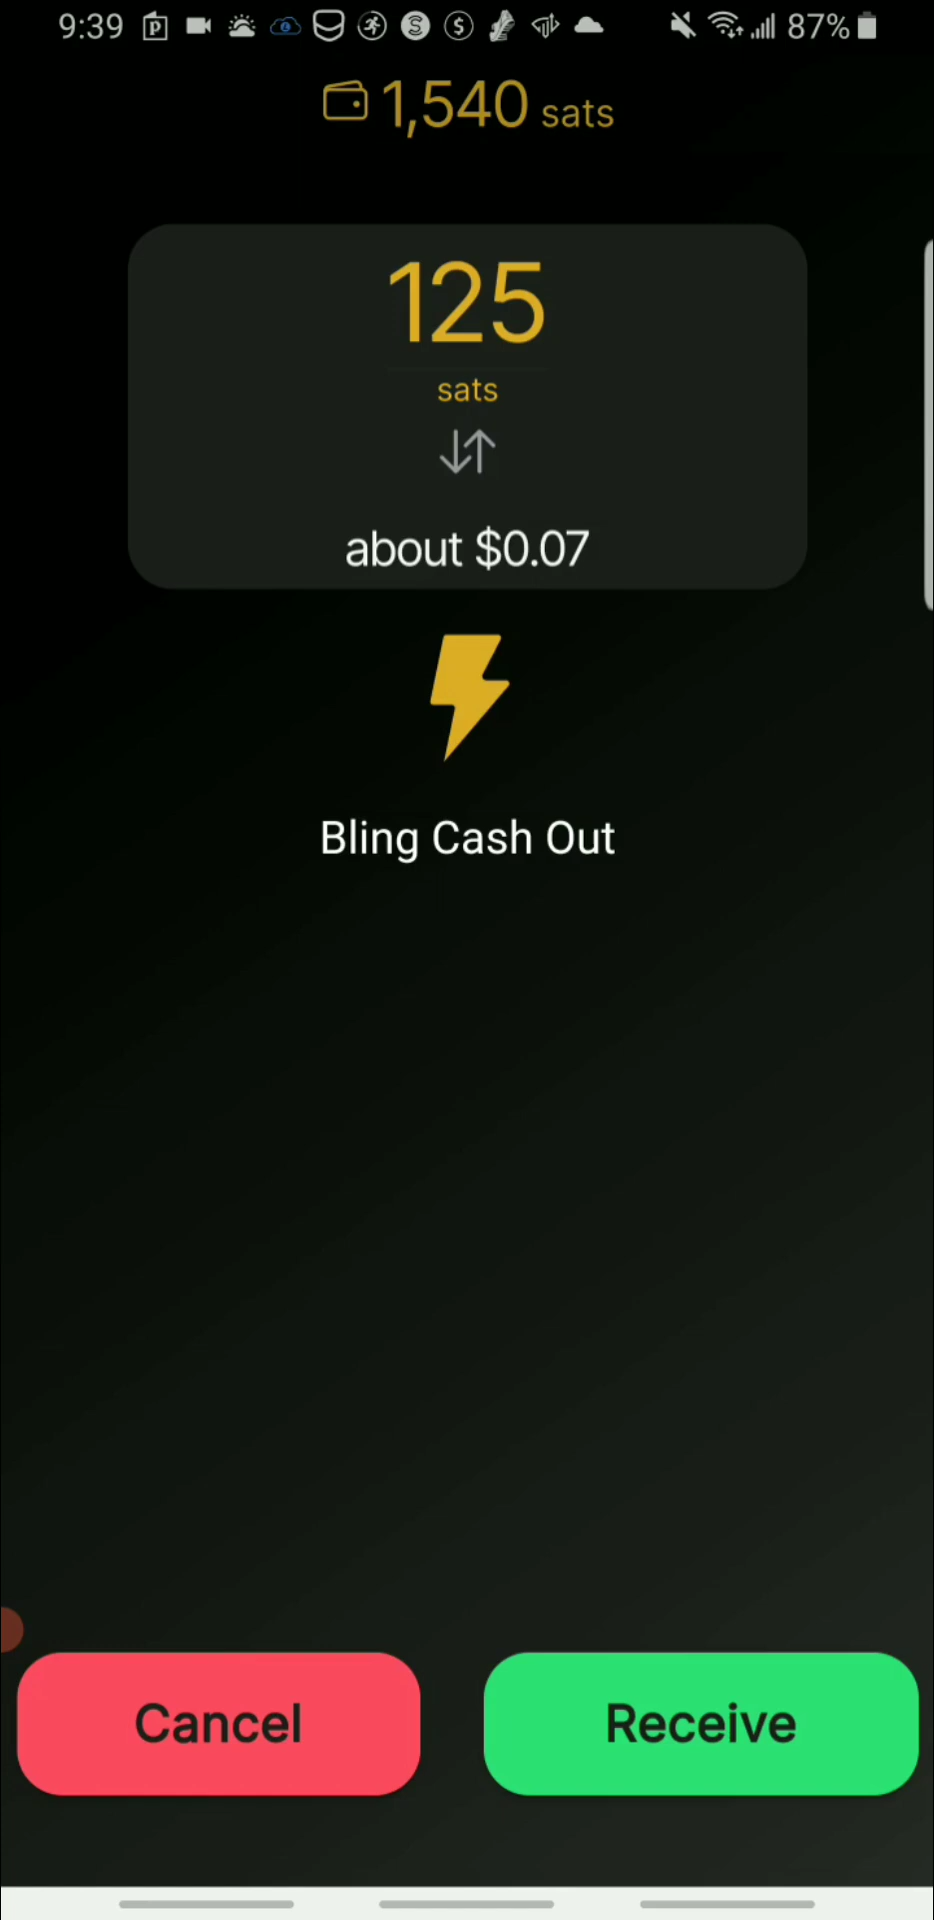 9:39 87%
1,540 sats
125
sats
about $0.07
Bling Cash Out
Cancel Receive